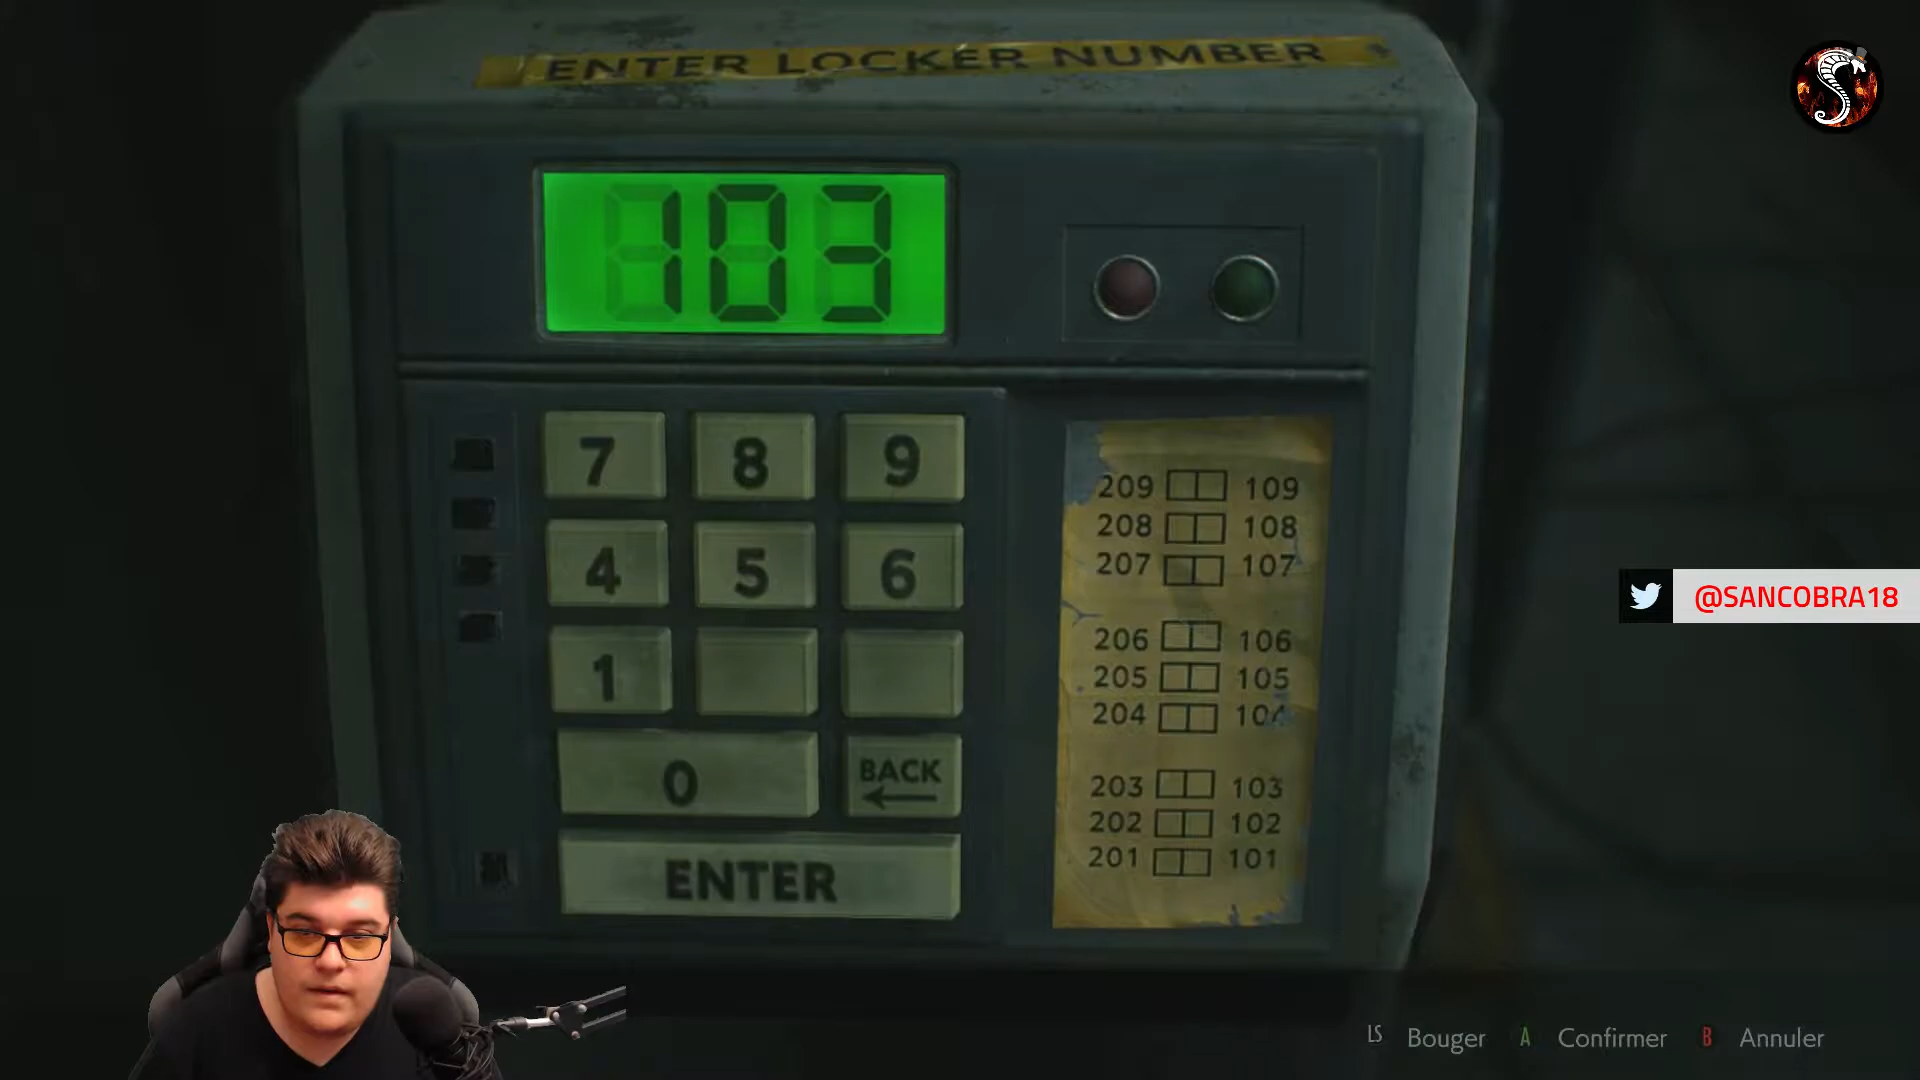 ENTER LOCKER NUMBER
103
7 8 9
4 5 6
1
0 BACK
ENTER
209 109
208 108
207 107
206 106
205 105
204 104
203 103
202 102
201 101
@SANCOBRA18
LS Bouger A Confirmer B Annuler